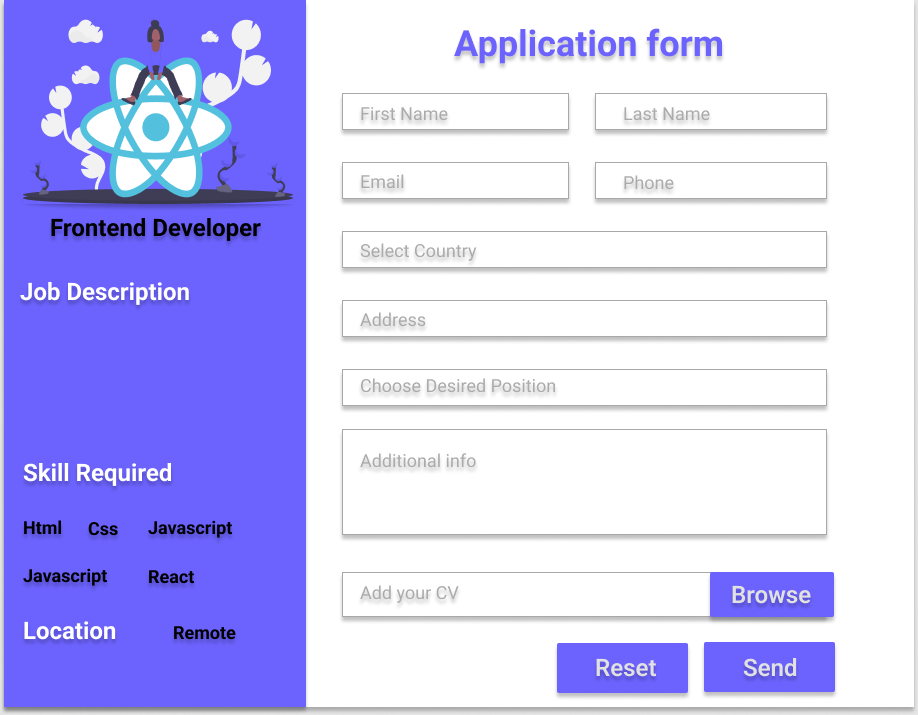 Frontend Developer
Job Description
Skill Required
Html Css Javascript
Javascript React
Location Remote
Application form
First Name Last Name
Email Phone
Select Country
Address
Choose Desired Position
Additional info
Add your CV Browse
Reset Send